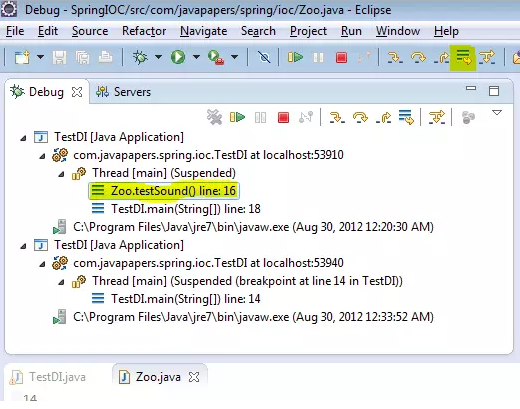 Debug - SpringIOC/src/com/javapapers/spring/ioc/Zoo.java - Eclipse
File Edit Source Refactor Navigate Search Project Run Window Help
Debug Servers
TestDI [Java Application]
com.javapapers.spring.ioc.TestDI at localhost:53910
Thread [main] (Suspended)
Zoo.testSound() line: 16
TestDI.main(String[]) line: 18
C:\Program Files\Java\jre7\bin\javaw.exe (Aug 30, 2012 12:20:30 AM)
TestDI [Java Application]
com.javapapers.spring.ioc.TestDI at localhost:53940
Thread [main] (Suspended (breakpoint at line 14 in TestDI))
TestDI.main(String[]) line: 14
C:\Program Files\Java\jre7\bin\javaw.exe (Aug 30, 2012 12:33:52 AM)
TestDI.java Zoo.java
14